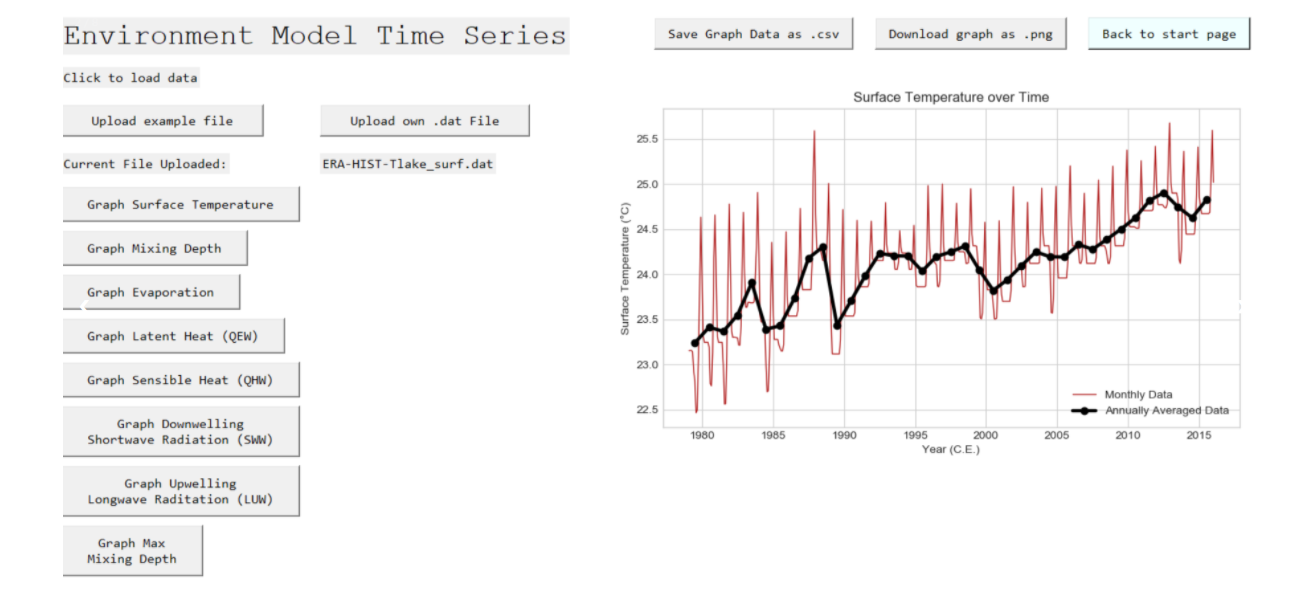 Environment Model Time Series
Save Graph Data as .csv
Download graph as .png
Back to start page
Click to load data
Upload example file
Upload own .dat File
Current File Uploaded:
ERA-HIST-Tlake_surf.dat
Graph Surface Temperature
Graph Mixing Depth
Graph Evaporation
Graph Latent Heat (QEW)
Graph Sensible Heat (QHW)
Graph Downwelling
Shortwave Radiation (SWW)
Graph Upwelling
Longwave Raditation (LUW)
Graph Max
Mixing Depth
Surface Temperature over Time
Surface Temperature (°C)
25.5
25.0
24.5
24.0
23.5
23.0
22.5
Monthly Data
Annually Averaged Data
1980 1985 1990 1995 2000 2005 2010 2015
Year (C.E.)